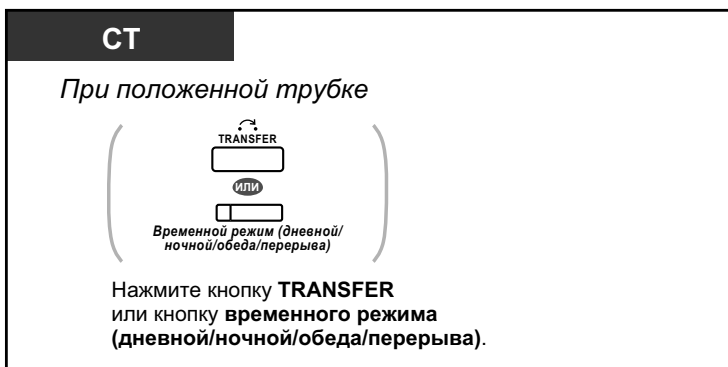 СТ
При положенной трубке
TRANSFER
ИЛИ
Временной режим (дневной/
ночной/обеда/перерыва)
Нажмите кнопку TRANSFER
или кнопку временного режима
(дневной/ночной/обеда/перерыва).